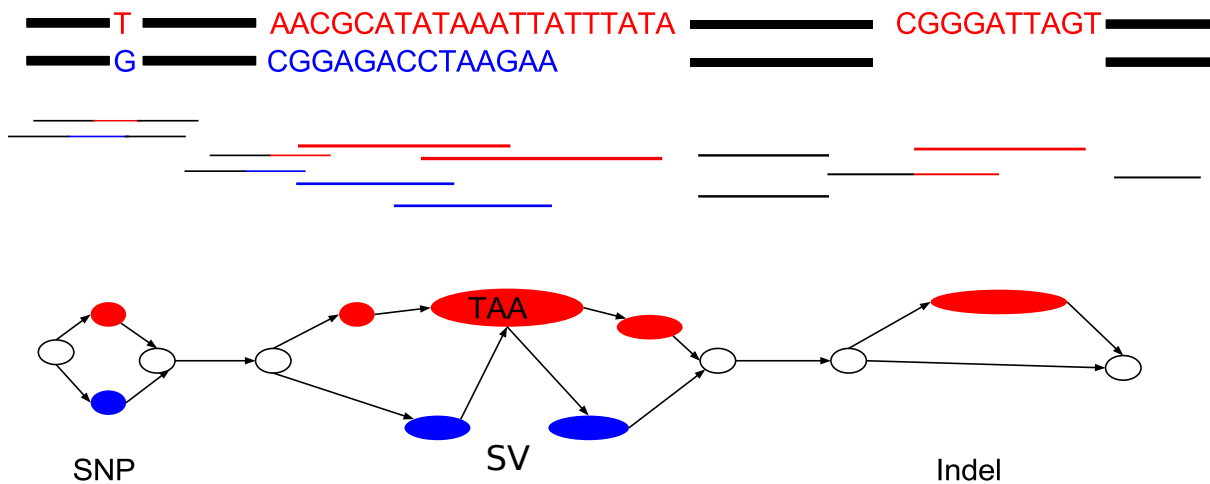 T AACGCATATAAATTATTTATA CGGGATTAGT
G CGGAGACCTAAGAA
TAA
SNP SV Indel